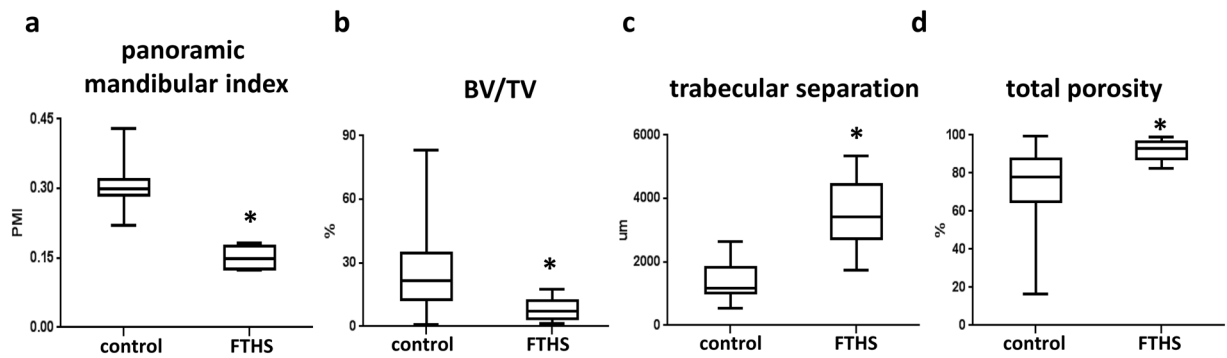 a
panoramic
mandibular index
0.45
0.30
0.15
0.00
PMI
control
FTHS
*
b
BV/TV
90
60
30
0
%
control
FTHS
*
c
trabecular separation
6000
4000
2000
0
um
control
FTHS
*
d
total porosity
100
80
60
40
20
0
%
control
FTHS
*